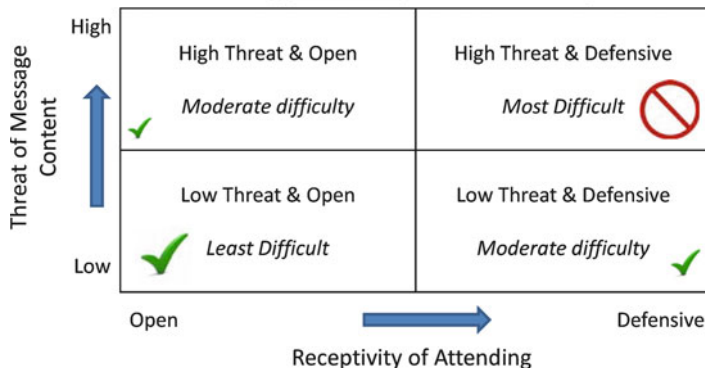 High
High Threat & Open
High Threat & Defensive
Moderate difficulty
Most Difficult
Threat of Message
Content
Low Threat & Open
Low Threat & Defensive
Least Difficult
Moderate difficulty
Low
Open
Defensive
Receptivity of Attending